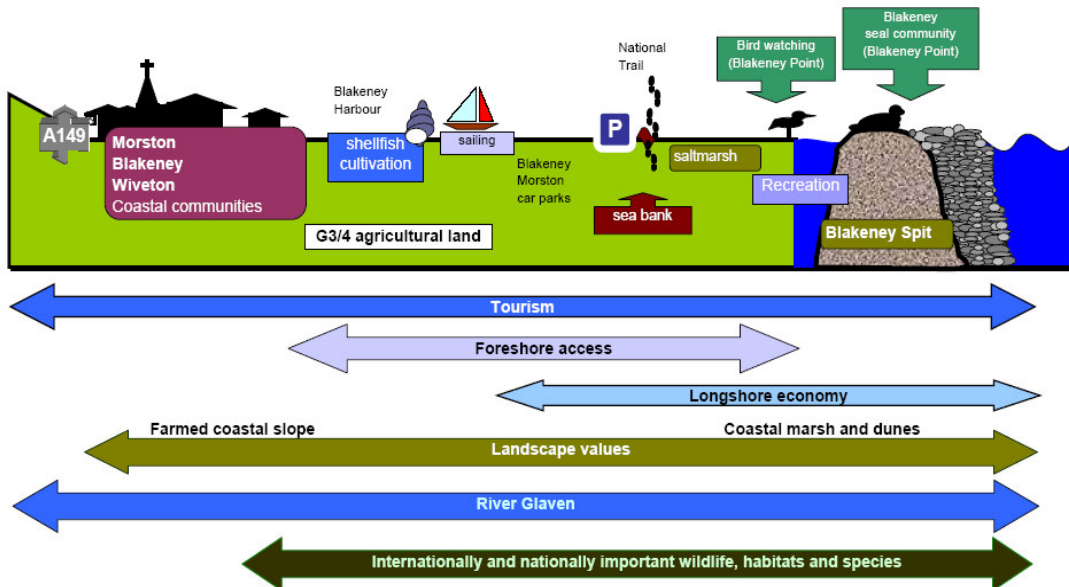 National
Trail
Bird watching
(Blakeney Point)
Blakeney
seal community
(Blakeney Point)
Blakeney
Harbour
A149
Morston
Blakeney
Wiveton
Coastal communities
shellfish
cultivation
sailing
P
saltmarsh
Blakeney
Morston
car parks
Recreation
sea bank
G3/4 agricultural land
Blakeney Spit
Tourism
Foreshore access
Longshore economy
Farmed coastal slope
Coastal marsh and dunes
Landscape values
River Glaven
Internationally and nationally important wildlife, habitats and species